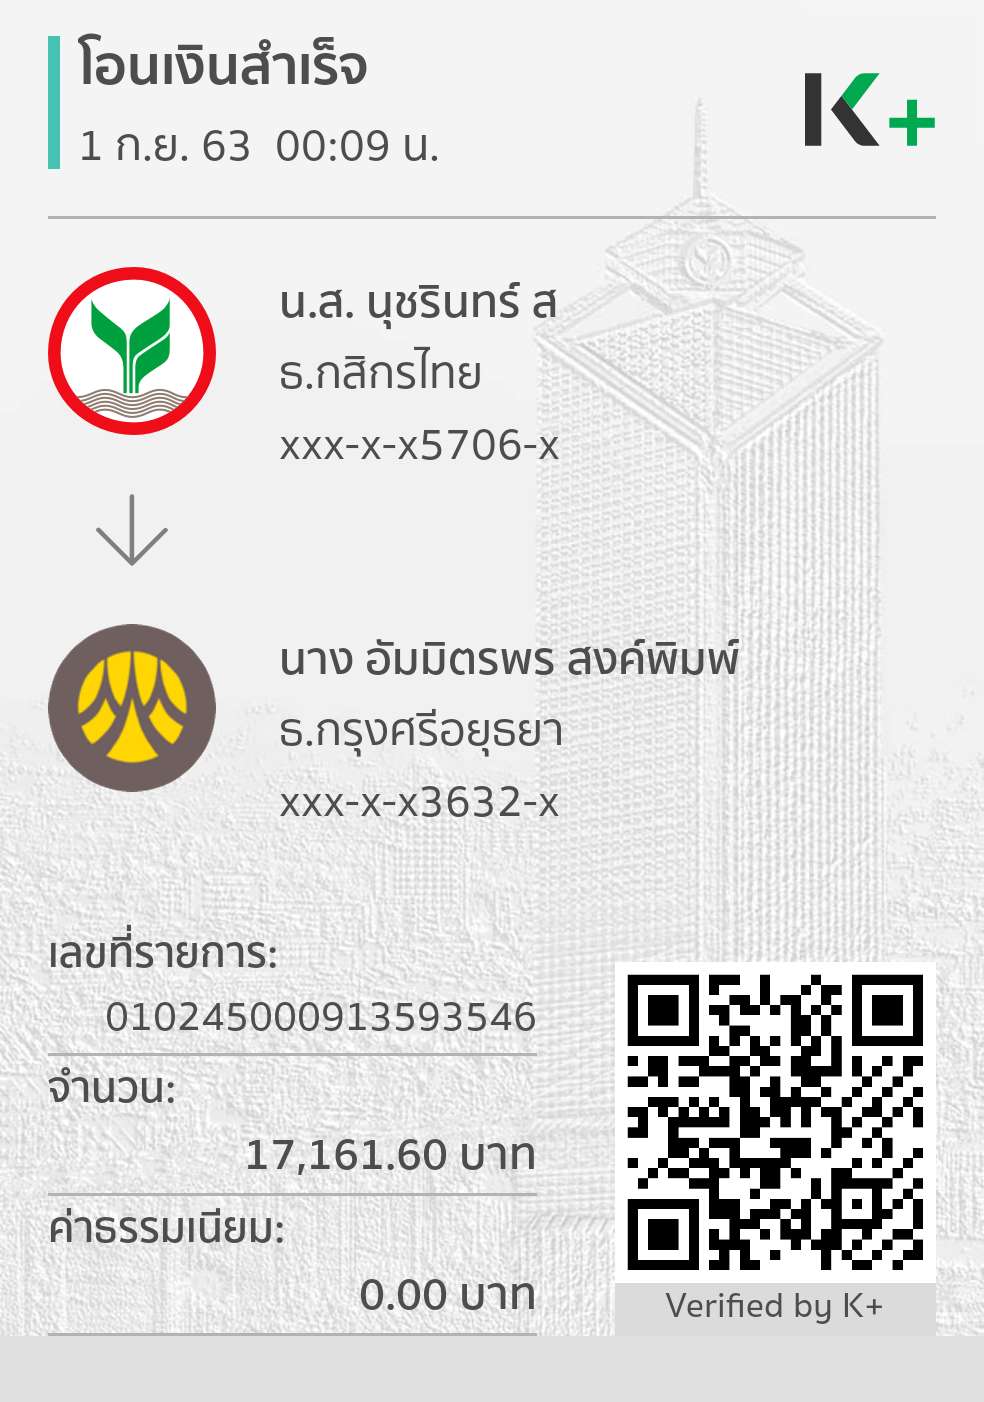 โอนเงินสำเร็จ
1 ก.ย. 63 00:09 น.
K+
น.ส. นุชรินทร์ ส
ธ.กสิกรไทย
xxx-x-x5706-x
นาง อัมมิตรพร สงค์พิมพ์
ธ.กรุงศรีอยุธยา
xxx-x-x3632-x
เลขที่รายการ:
010245000913593546
จำนวน:
17,161.60 บาท
ค่าธรรมเนียม:
0.00 บาท
Verified by K+